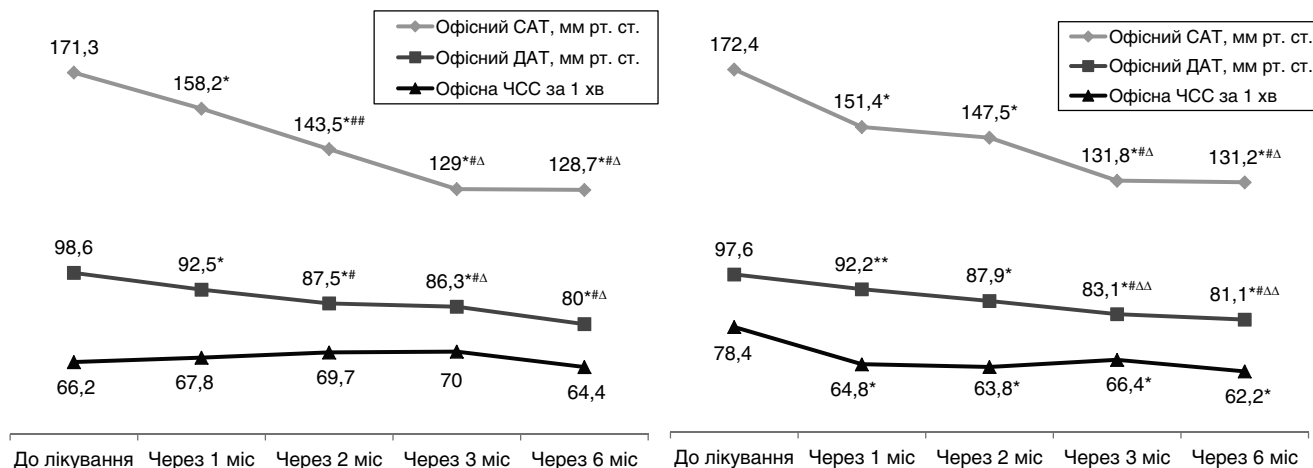 Офісний САТ, мм рт. ст.
Офісний ДАТ, мм рт. ст.
Офісна ЧСС за 1 хв
171,3
158,2*
143,5*##
129*#Δ
128,7*#Δ
98,6
92,5*
87,5*#
86,3*#Δ
80*#Δ
66,2
67,8
69,7
70
64,4
До лікування Через 1 міс Через 2 міс Через 3 міс Через 6 міс
Офісний САТ, мм рт. ст.
Офісний ДАТ, мм рт. ст.
Офісна ЧСС за 1 хв
172,4
151,4*
147,5*
131,8*#Δ
131,2*#Δ
97,6
92,2**
87,9*
83,1*#ΔΔ
81,1*#ΔΔ
78,4
64,8*
63,8*
66,4*
62,2*
До лікування Через 1 міс Через 2 міс Через 3 міс Через 6 міс